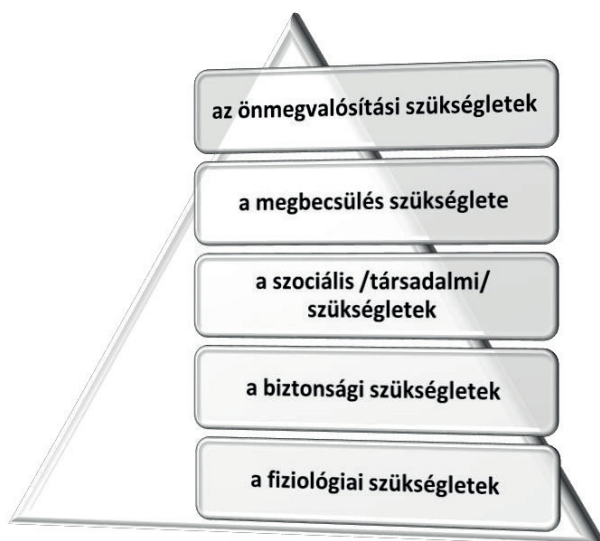 az önmegvalósítási szükségletek
a megbecsülés szükséglete
a szociális /társadalmi/
szükségletek
a biztonsági szükségletek
a fiziológiai szükségletek